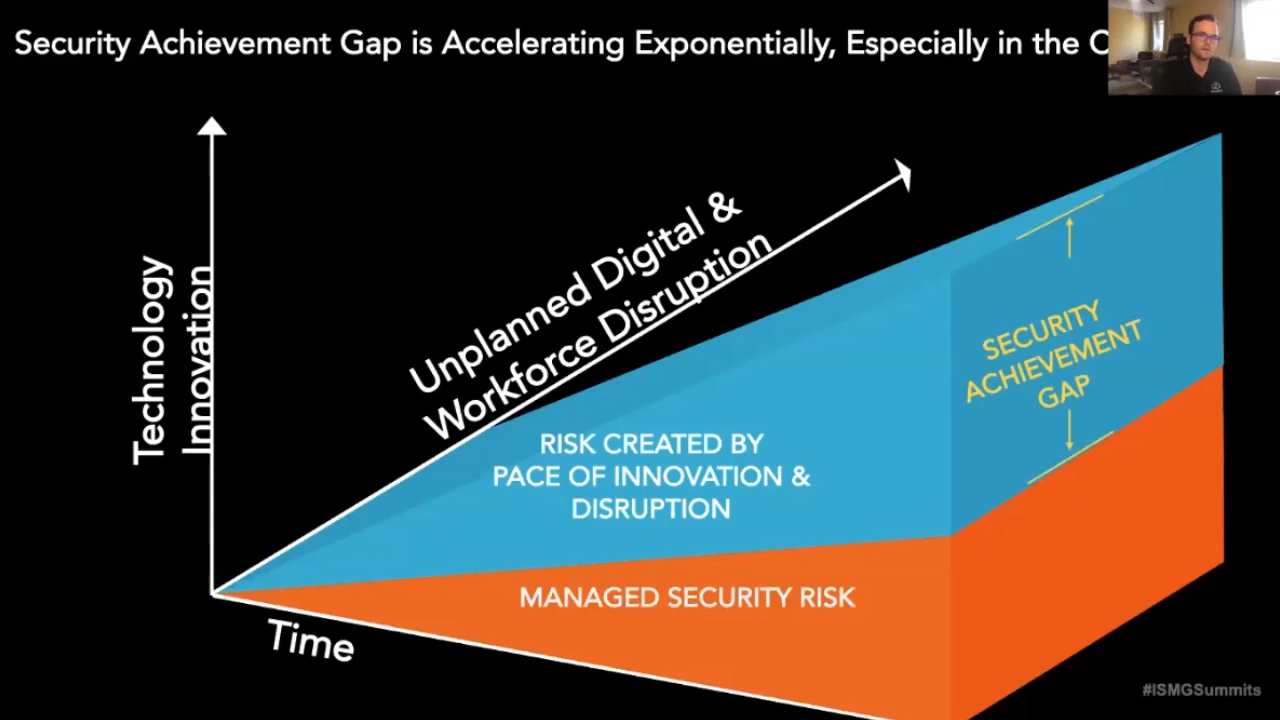 Security Achievement Gap is Accelerating Exponentially, Especially in the
Technology
Innovation
Unplanned Digital &
Workforce Disruption
SECURITY
ACHIEVEMENT
GAP
RISK CREATED BY
PACE OF INNOVATION &
DISRUPTION
MANAGED SECURITY RISK
Time
#ISMGSummits